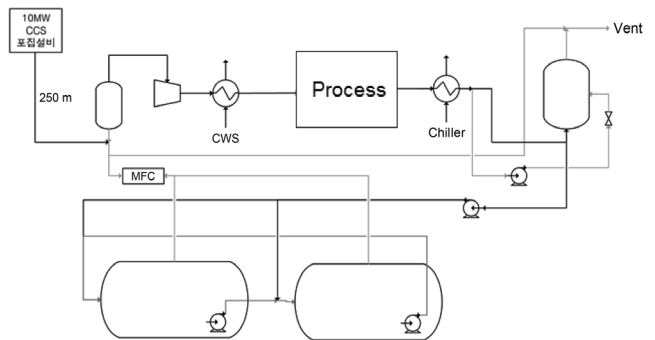 10MW
CCS
포집설비
Vent
250 m
Process
CWS
Chiller
MFC